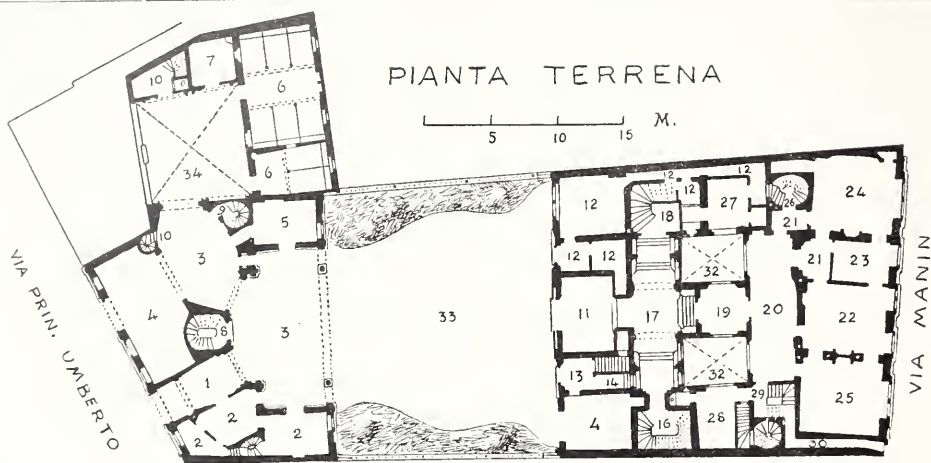 PIANTA TERRENA
5 10 15 M.
VIA PRIN. UMBERTO
VIA MANIN
10 7 6
34 6
9 5
10 3
4 8 3
1
2 2 2
33
12 18 12 12 27 26 21 24
12 12 32 21 23
11 17 19 20 22
13 14 32
4 16 28 29 25
30